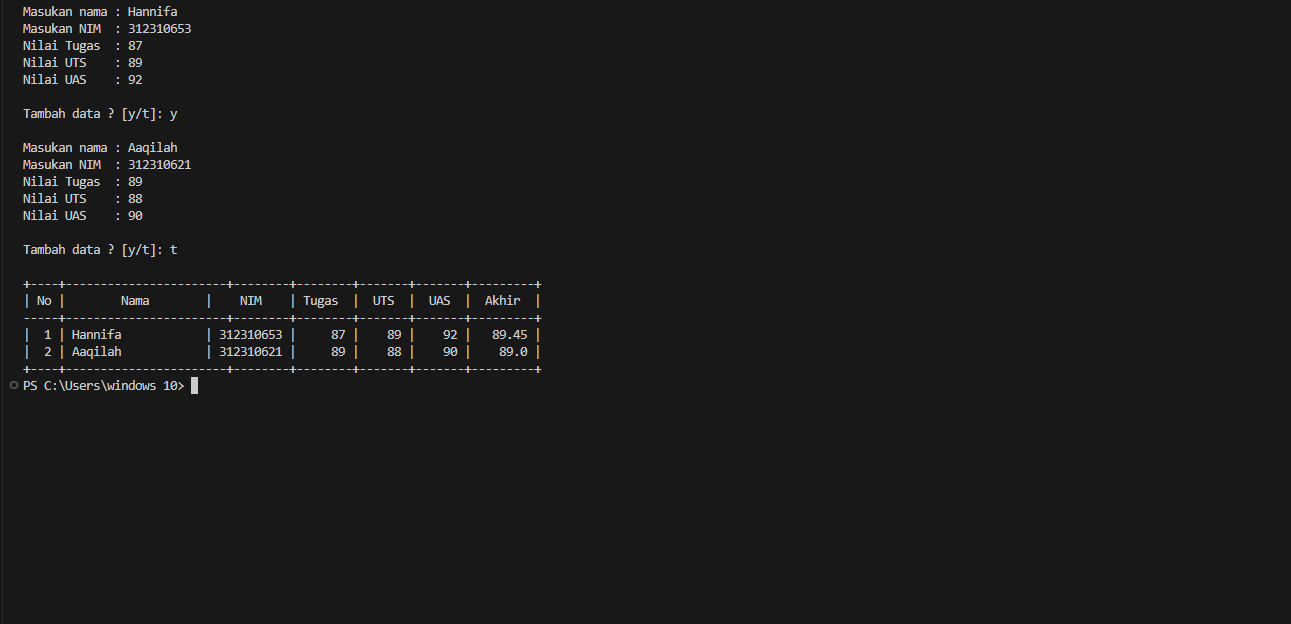 Masukan nama : Hannifa
Masukan NIM  : 312310653
Nilai Tugas  : 87
Nilai UTS    : 89
Nilai UAS    : 92
Tambah data ? [y/t]: y
Masukan nama : Aaqilah
Masukan NIM  : 312310621
Nilai Tugas  : 89
Nilai UTS    : 88
Nilai UAS    : 90
Tambah data ? [y/t]: t
+----+-----------------------+--------+--------+-------+-------+---------+
| No |        Nama        |    NIM    | Tugas  |  UTS  |  UAS  |  Akhir  |
-----+-----------------------+--------+--------+-------+-------+---------+
|  1 | Hannifa            | 312310653 |     87 |    89 |    92 |   89.45 |
|  2 | Aaqilah            | 312310621 |     89 |    88 |    90 |    89.0 |
+----+-----------------------+--------+--------+-------+-------+---------+
PS C:\Users\windows 10>